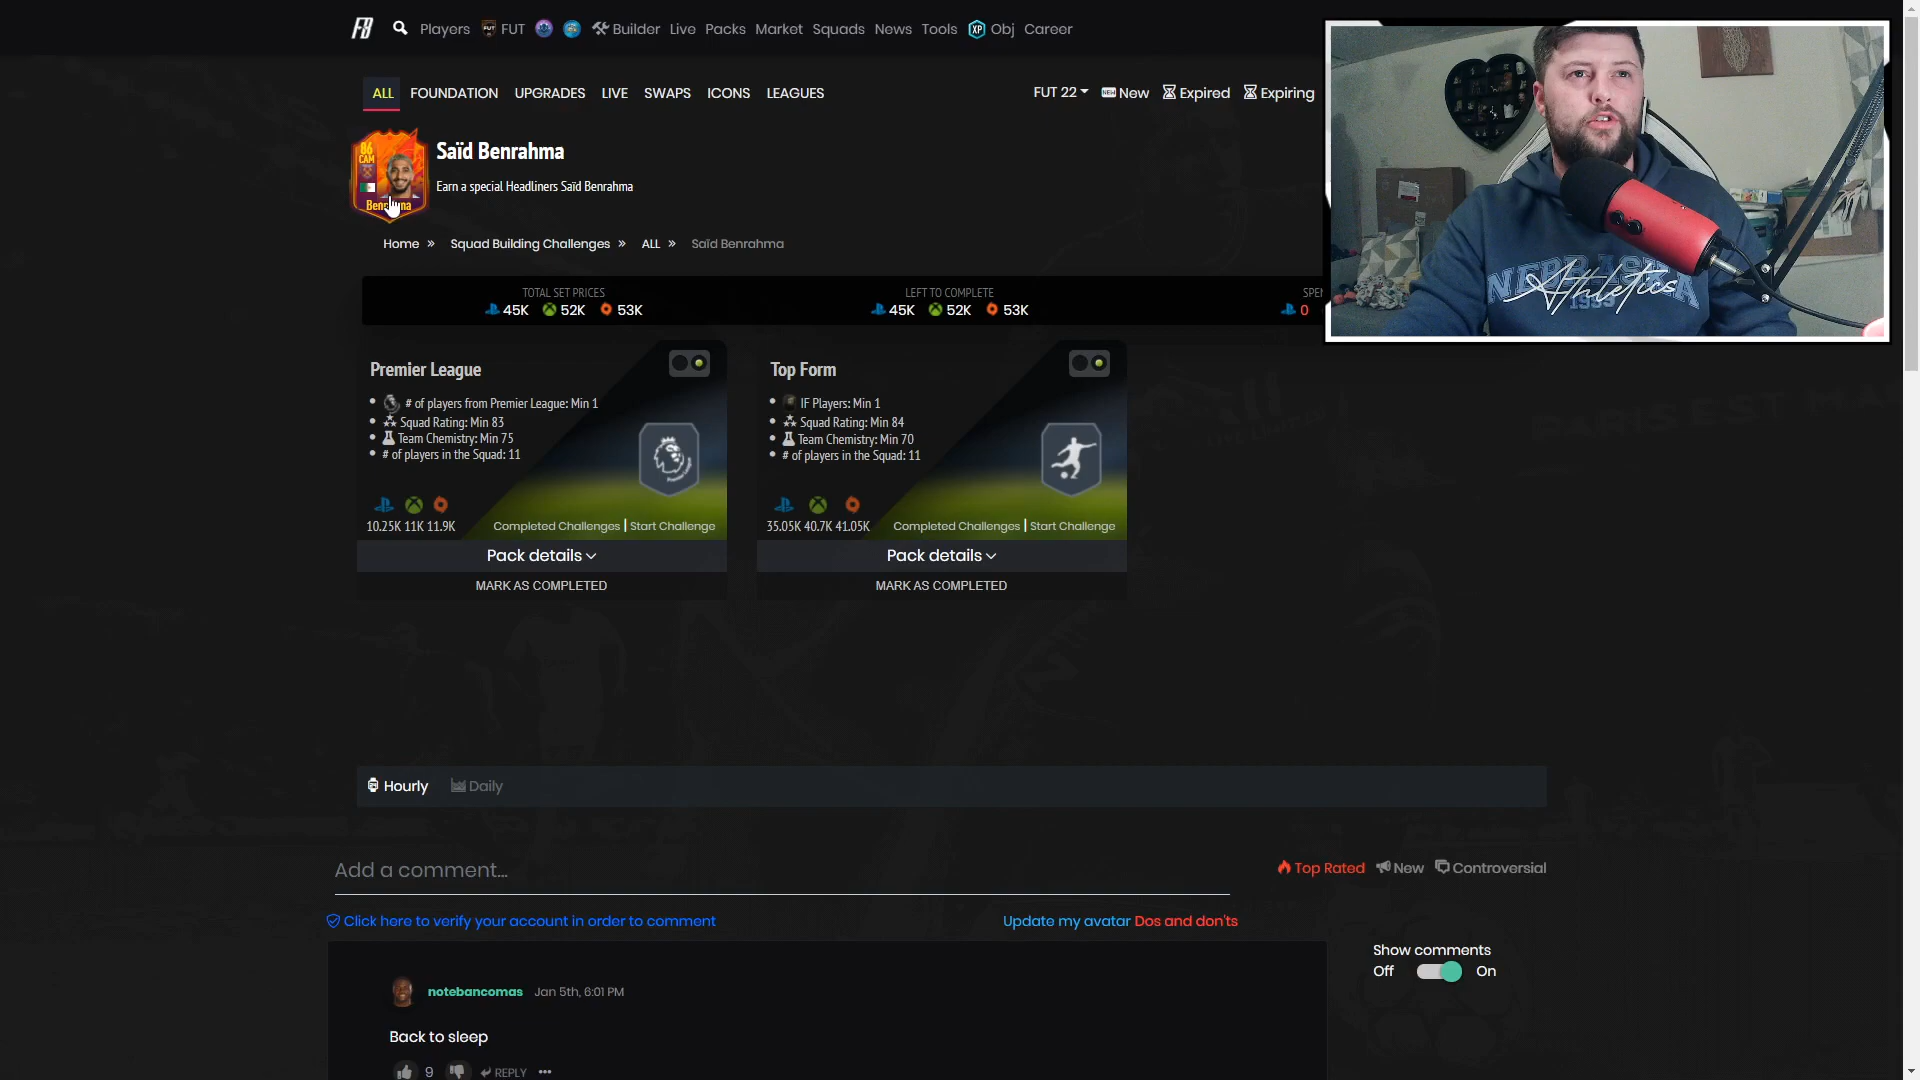 FB Players FUT Builder Live Packs Market Squads News Tools XP Obj Career
ALL FOUNDATION UPGRADES LIVE SWAPS ICONS LEAGUES FUT 22 New Expired Expiring
86
CAM
Saïd Benrahma
Earn a special Headliners Saïd Benrahma
Home » Squad Building Challenges » ALL » Saïd Benrahma
TOTAL SET PRICES
45K 52K 53K
LEFT TO COMPLETE
45K 52K 53K
0
Premier League
# of players from Premier League: Min 1
Squad Rating: Min 83
Team Chemistry: Min 75
# of players in the Squad: 11
10.25K 11K 11.9K Completed Challenges | Start Challenge
Pack details
MARK AS COMPLETED
Top Form
IF Players: Min 1
Squad Rating: Min 84
Team Chemistry: Min 70
# of players in the Squad: 11
35.05K 40.7K 41.05K Completed Challenges | Start Challenge
Pack details
MARK AS COMPLETED
NEBRASKA
Athletics
1999
Hourly Daily
Add a comment...
Top Rated New Controversial
Click here to verify your account in order to comment
Update my avatar Dos and don'ts
Show comments
Off On
notebancomas Jan 5th, 6:01 PM
Back to sleep
9 REPLY •••